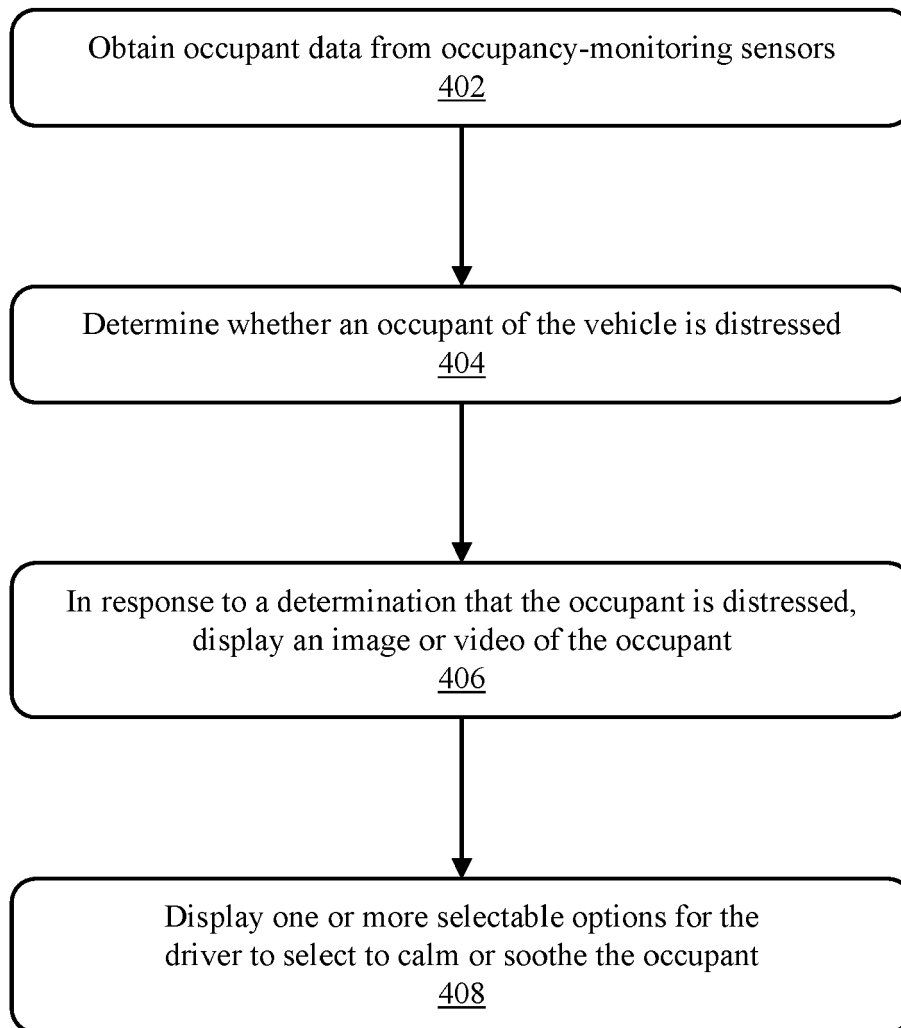 Obtain occupant data from occupancy-monitoring sensors
402
Determine whether an occupant of the vehicle is distressed
404
In response to a determination that the occupant is distressed,
display an image or video of the occupant
406
Display one or more selectable options for the
driver to select to calm or soothe the occupant
408